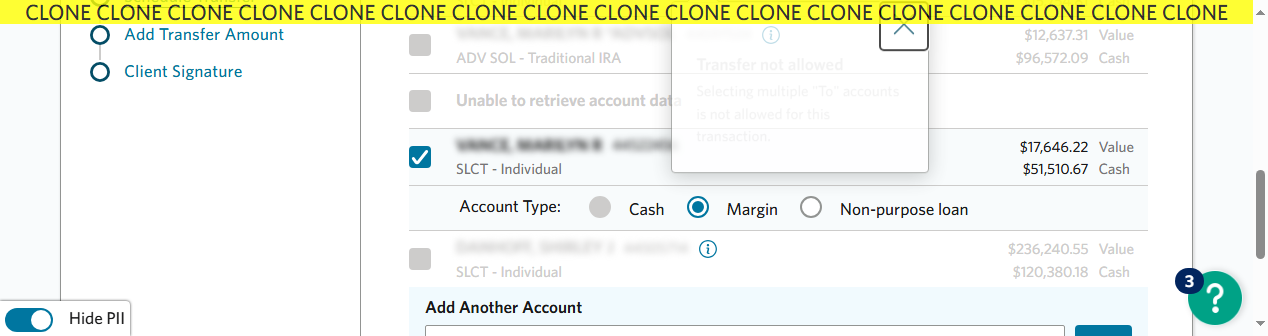 CLONE CLONE CLONE CLONE CLONE CLONE CLONE CLONE CLONE CLONE CLONE CLONE CLONE CLONE CLONE CLONE CLONE
Add Transfer Amount
Client Signature
$12,637.31 Value
ADV SOL - Traditional IRA
$96,572.09 Cash
Transfer not allowed
Selecting multiple "To" accounts
is not allowed for this
transaction.
Unable to retrieve account data
$17,646.22 Value
SLCT - Individual
$51,510.67 Cash
Account Type: Cash Margin Non-purpose loan
$236,240.55 Value
SLCT - Individual
$120,380.18 Cash
Add Another Account
Hide PII
3
?